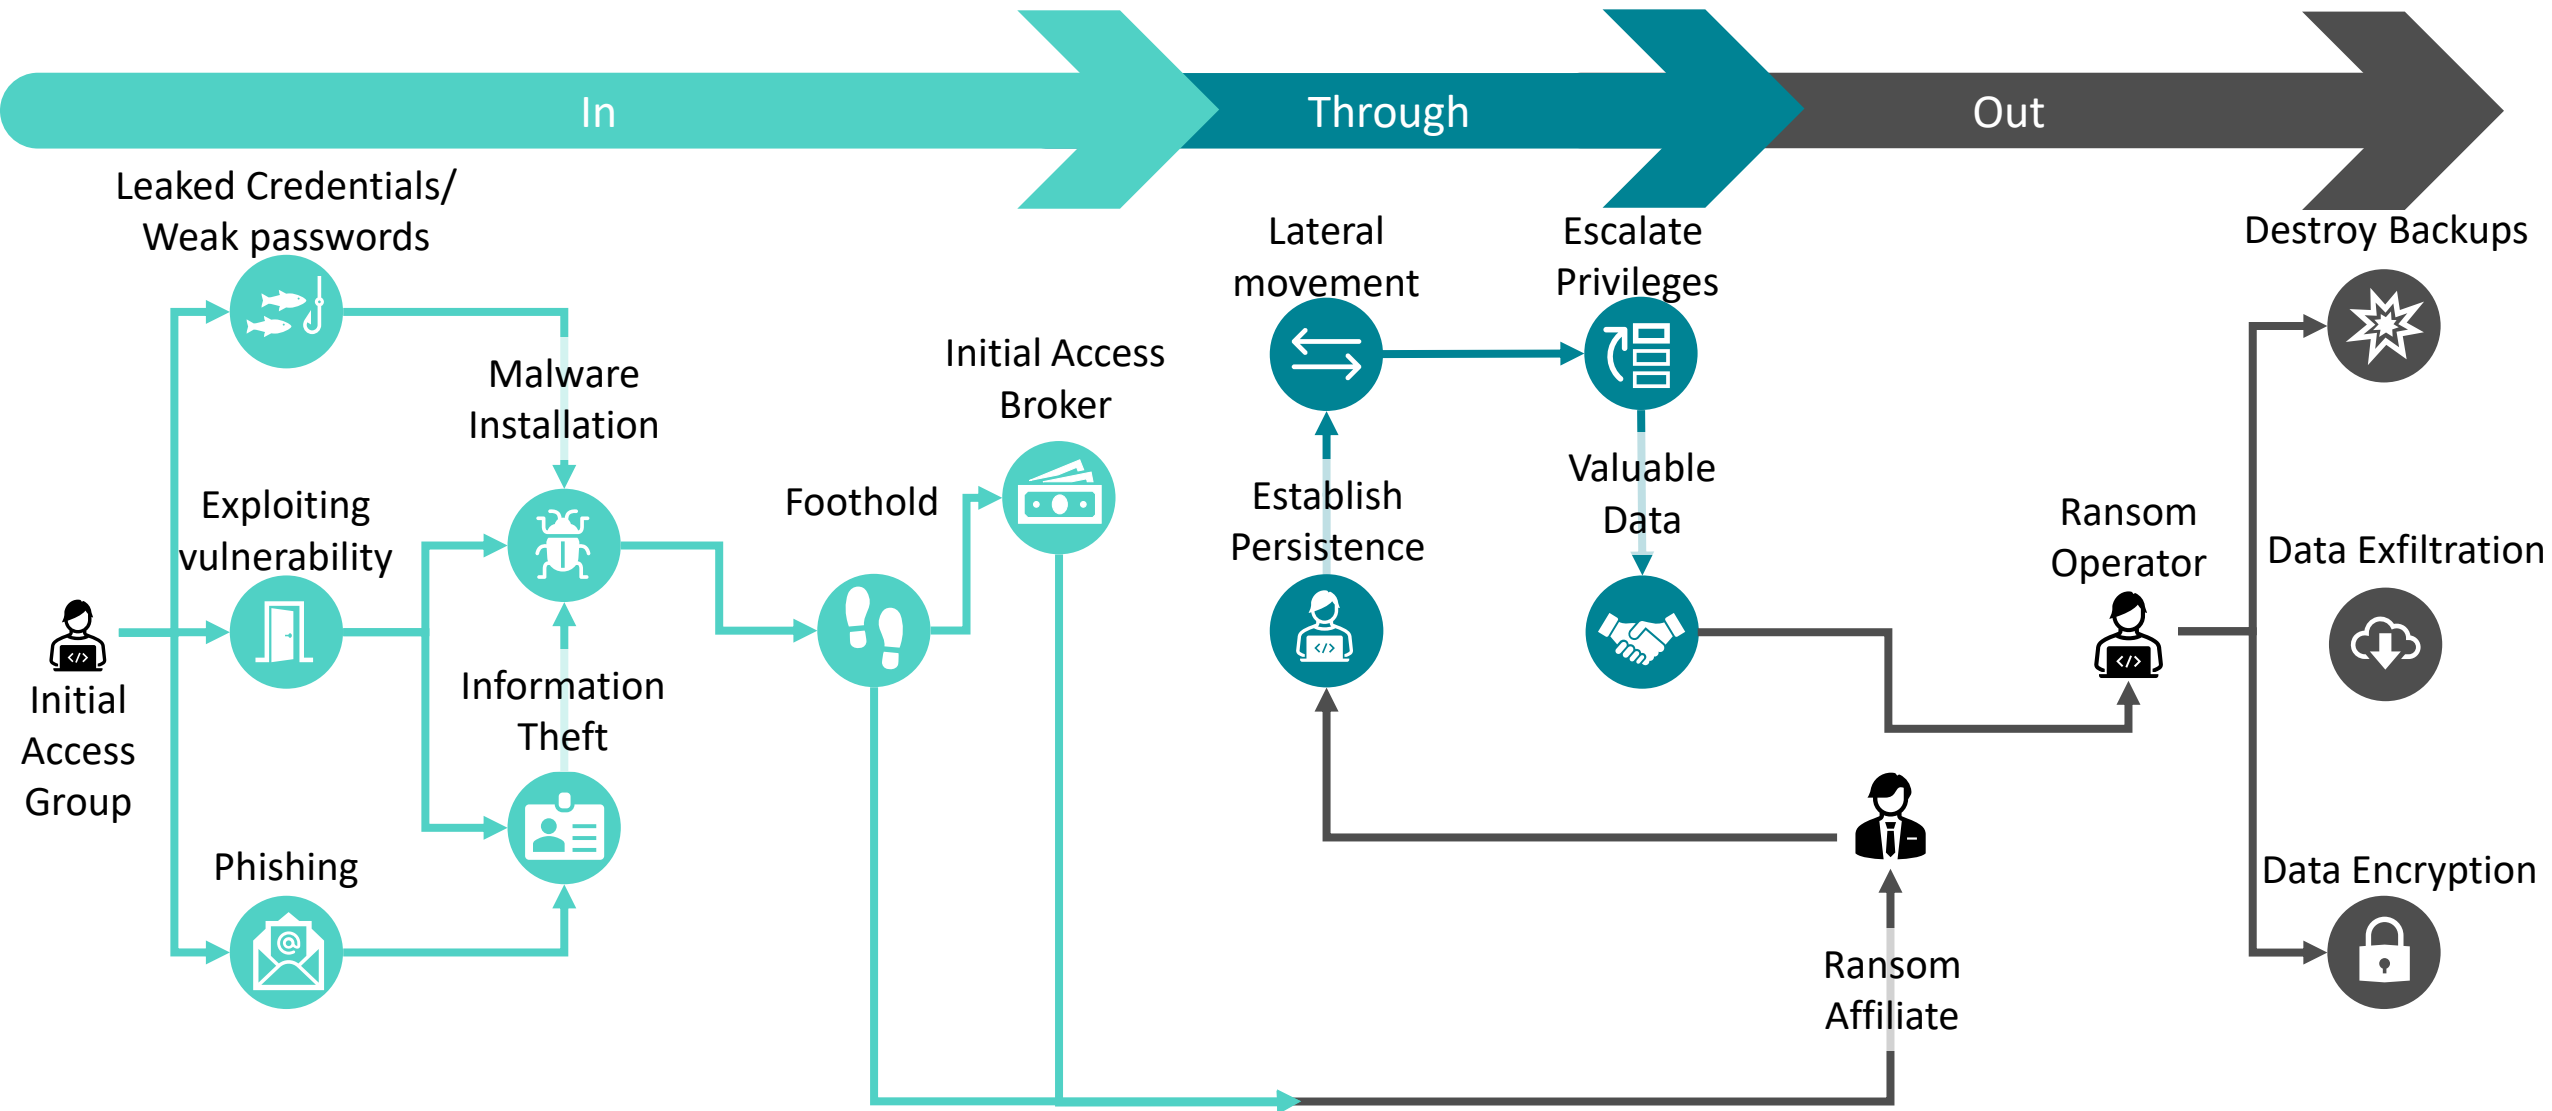 In
Through
Out
Leaked Credentials/
Weak passwords
Lateral
movement
Escalate
Privileges
Destroy Backups
Malware
Installation
Initial Access
Broker
Exploiting
vulnerability
Foothold
Establish
Persistence
Valuable
Data
Ransom
Operator
Data Exfiltration
</>
Initial
Access
Group
Information
Theft
</>
</>
Phishing
Data Encryption
@
Ransom
Affiliate